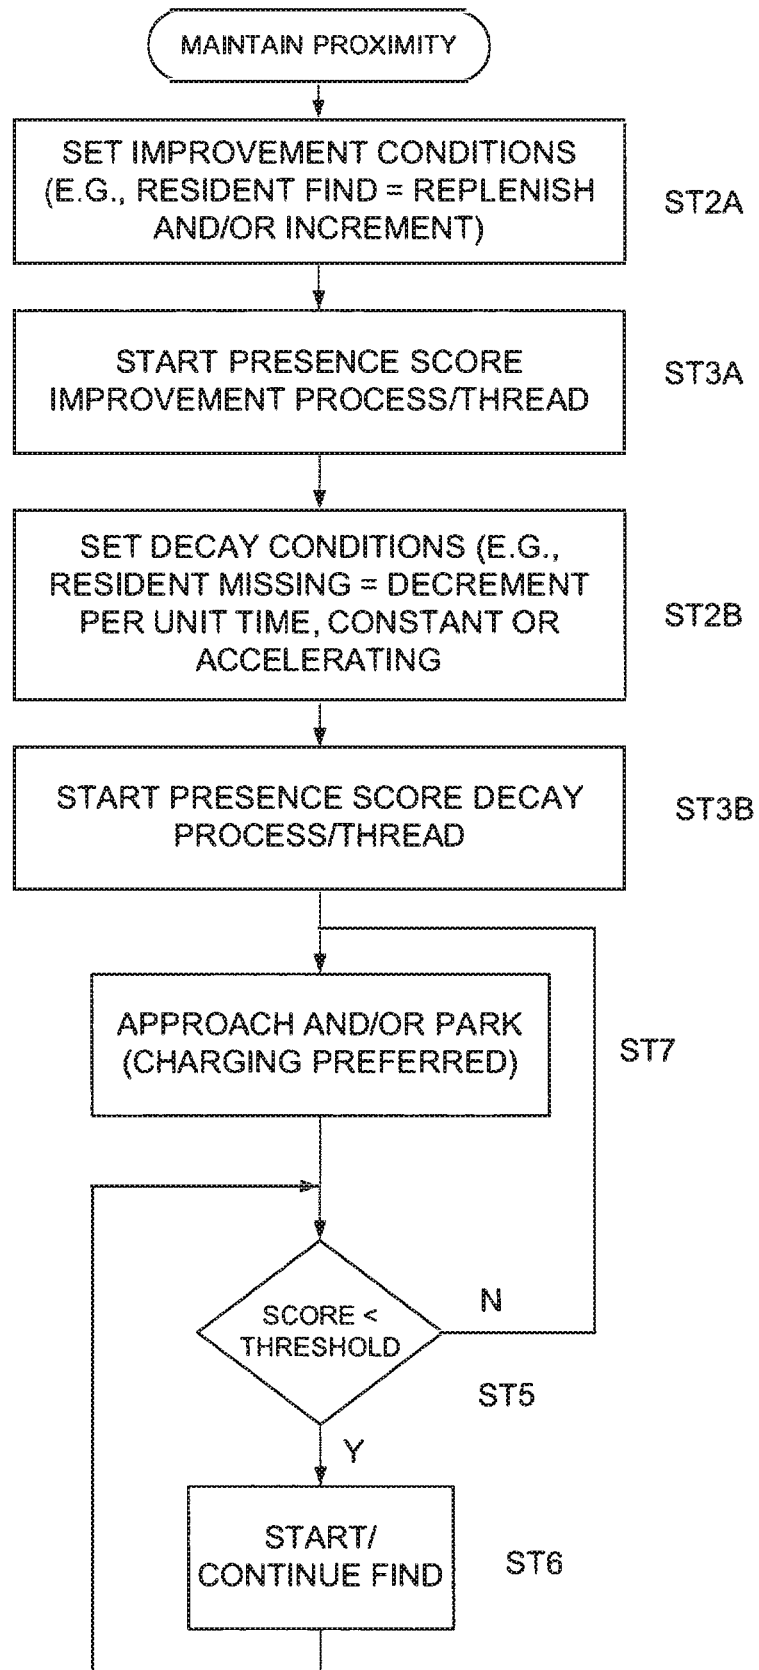 MAINTAIN PROXIMITY
SET IMPROVEMENT CONDITIONS
(E.G., RESIDENT FIND = REPLENISH
AND/OR INCREMENT)
ST2A
START PRESENCE SCORE
IMPROVEMENT PROCESS/THREAD
ST3A
SET DECAY CONDITIONS (E.G.,
RESIDENT MISSING = DECREMENT
PER UNIT TIME, CONSTANT OR
ACCELERATING
ST2B
START PRESENCE SCORE DECAY
PROCESS/THREAD
ST3B
APPROACH AND/OR PARK
(CHARGING PREFERRED)
ST7
SCORE <
THRESHOLD
N
ST5
Y
START/
CONTINUE FIND
ST6